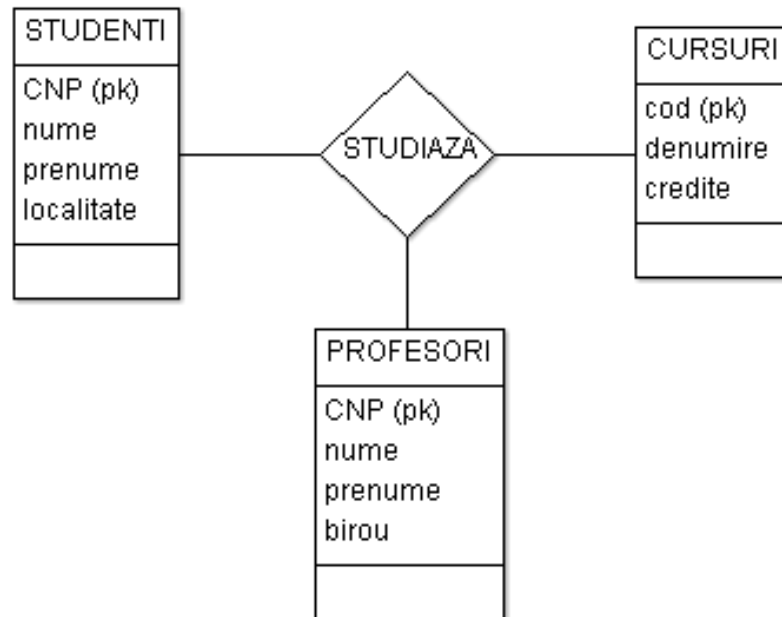 STUDENTI
CNP (pk)
nume
prenume
localitate
STUDIAZA
CURSURI
cod (pk)
denumire
credite
PROFESORI
CNP (pk)
nume
prenume
birou